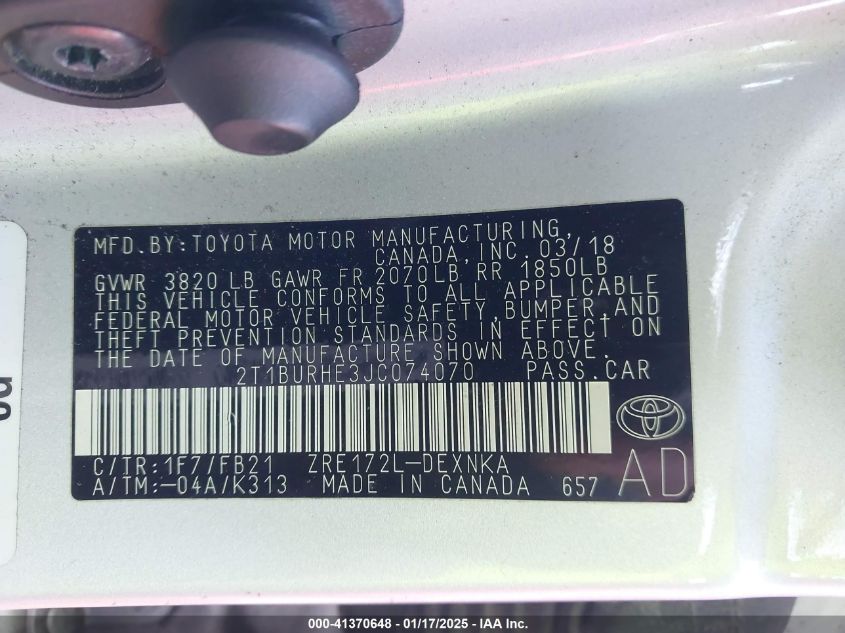 MFD.BY:TOYOTA MOTOR MANUFACTURING,
CANADA,INC. 03/18
GVWR 3820 LB GAWR FR 2070LB RR 1850LB
THIS VEHICLE CONFORMS TO ALL APPLICABLE
FEDERAL MOTOR VEHICLE SAFETY,BUMPER,AND
THEFT PREVENTION STANDARDS IN EFFECT ON
THE DATE OF MANUFACTURE SHOWN ABOVE.
2T1BURHE3JC074070 PASS.CAR
C/TR:1F7/FB21 ZRE172L-DEXNKA
A/TM:-04A/K313 MADE IN CANADA 657
AD
000-41370648 - 01/17/2025 - IAA Inc.